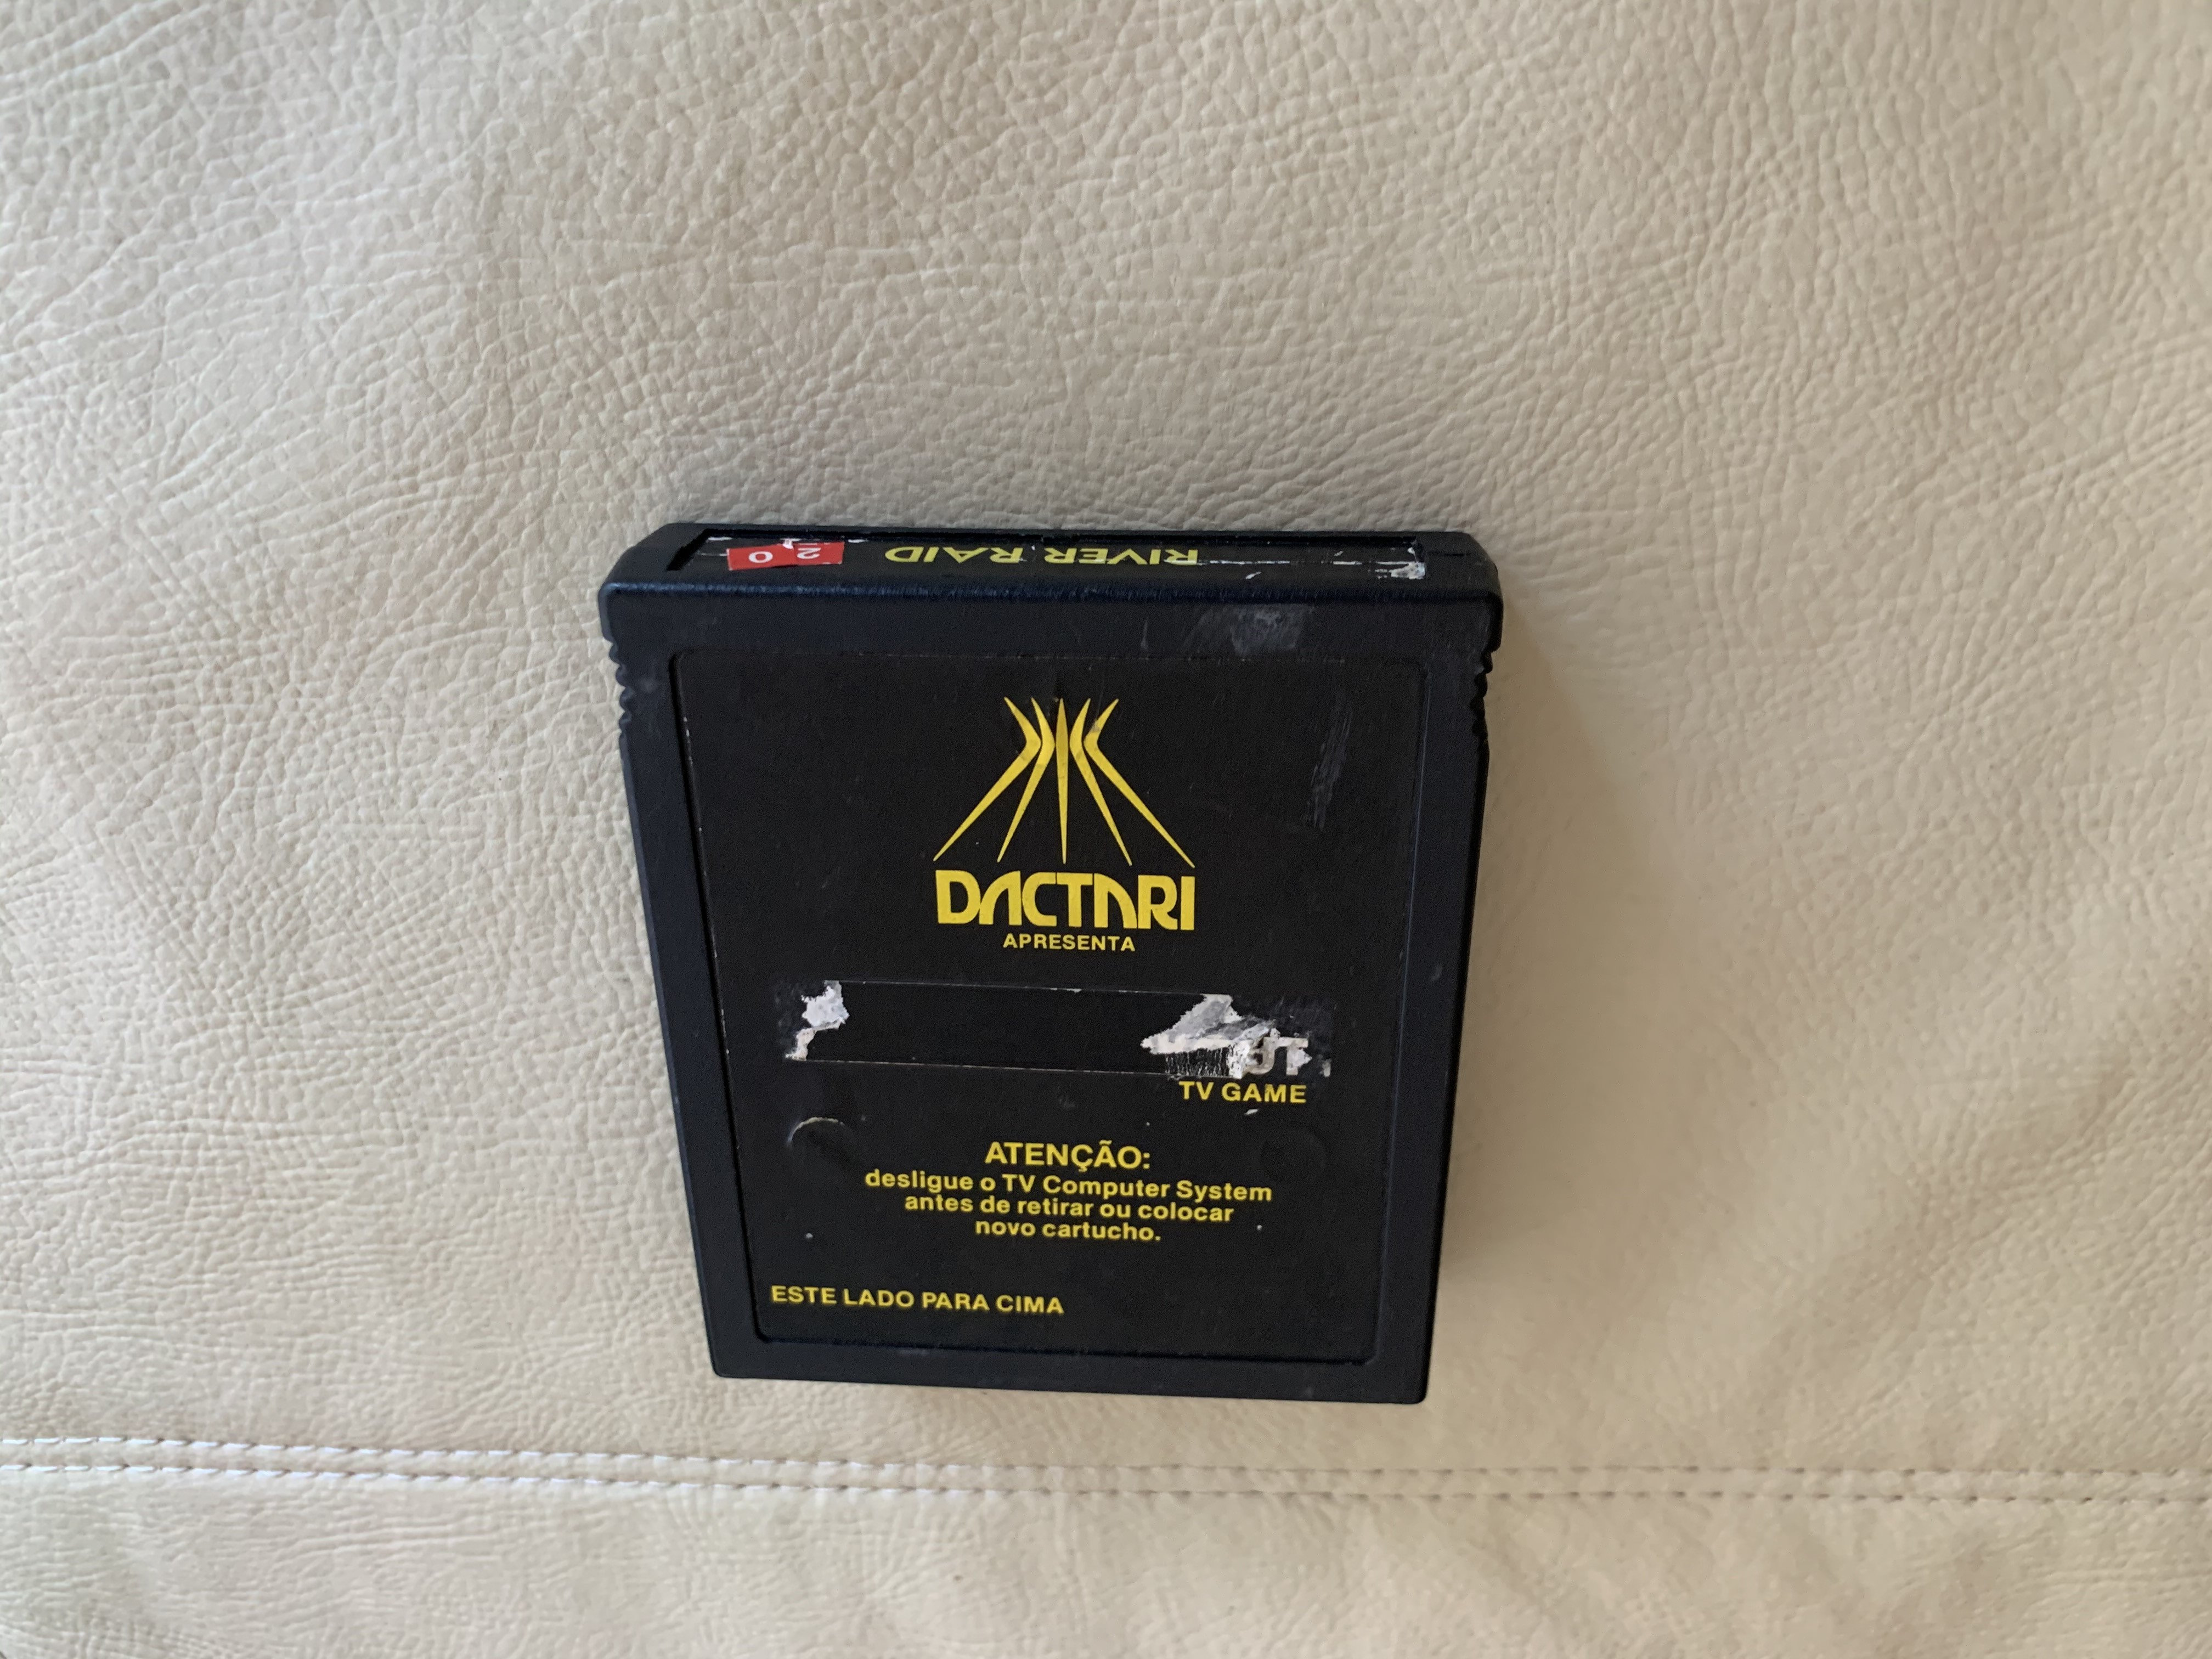 RIVER RAID
20
DACTARI
APRESENTA
TV GAME
ATENÇÃO:
desligue o TV Computer System
antes de retirar ou colocar
novo cartucho.
ESTE LADO PARA CIMA